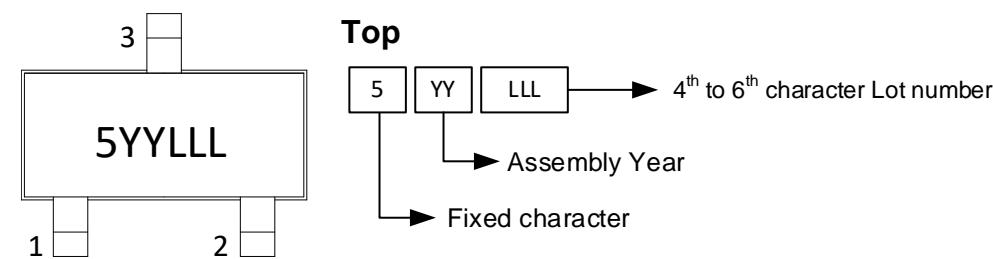 3
Top
5 YY LLL
4th to 6th character Lot number
5YYLLL
Assembly Year
Fixed character
1 2